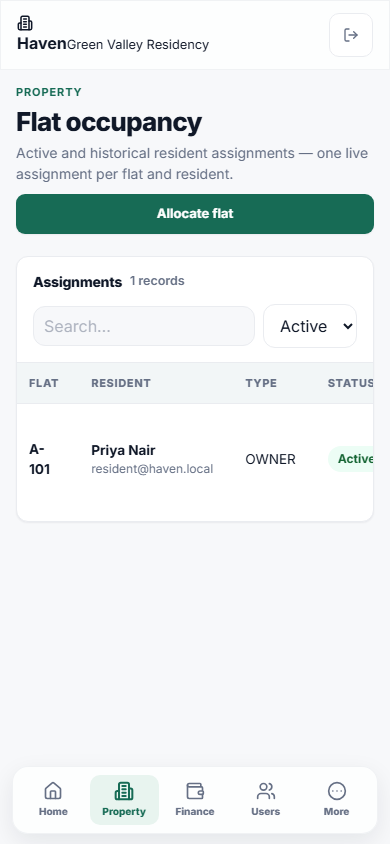 HavenGreen Valley Residency
PROPERTY
Flat occupancy
Active and historical resident assignments — one live
assignment per flat and resident.
Allocate flat
Assignments 1 records
Search...
Active
FLAT RESIDENT TYPE STATUS
A-
101
Priya Nair
resident@haven.local
OWNER
Active
Home Property Finance Users More